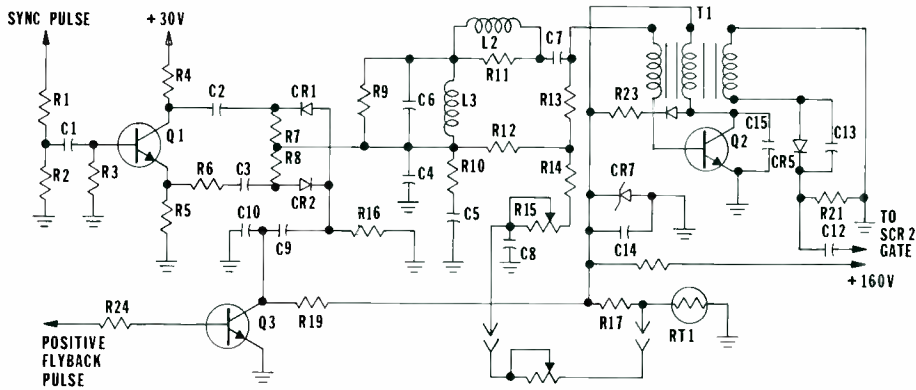 SYNC PULSE
+30V
T1
R4
L2
C7
R11
R1
C2
CR1
R9
C6
L3
R13
R23
C1
Q1
R7
R12
C15
C13
Q2
R2
R3
R6
C3
R8
CR2
C4
R10
R14
CR7
CR5
R5
C10
C9
R16
C5
R15
C8
C14
R21
C12
TO
SCR2
GATE
+160V
R24
Q3
R19
R17
RT1
POSITIVE
FLYBACK
PULSE